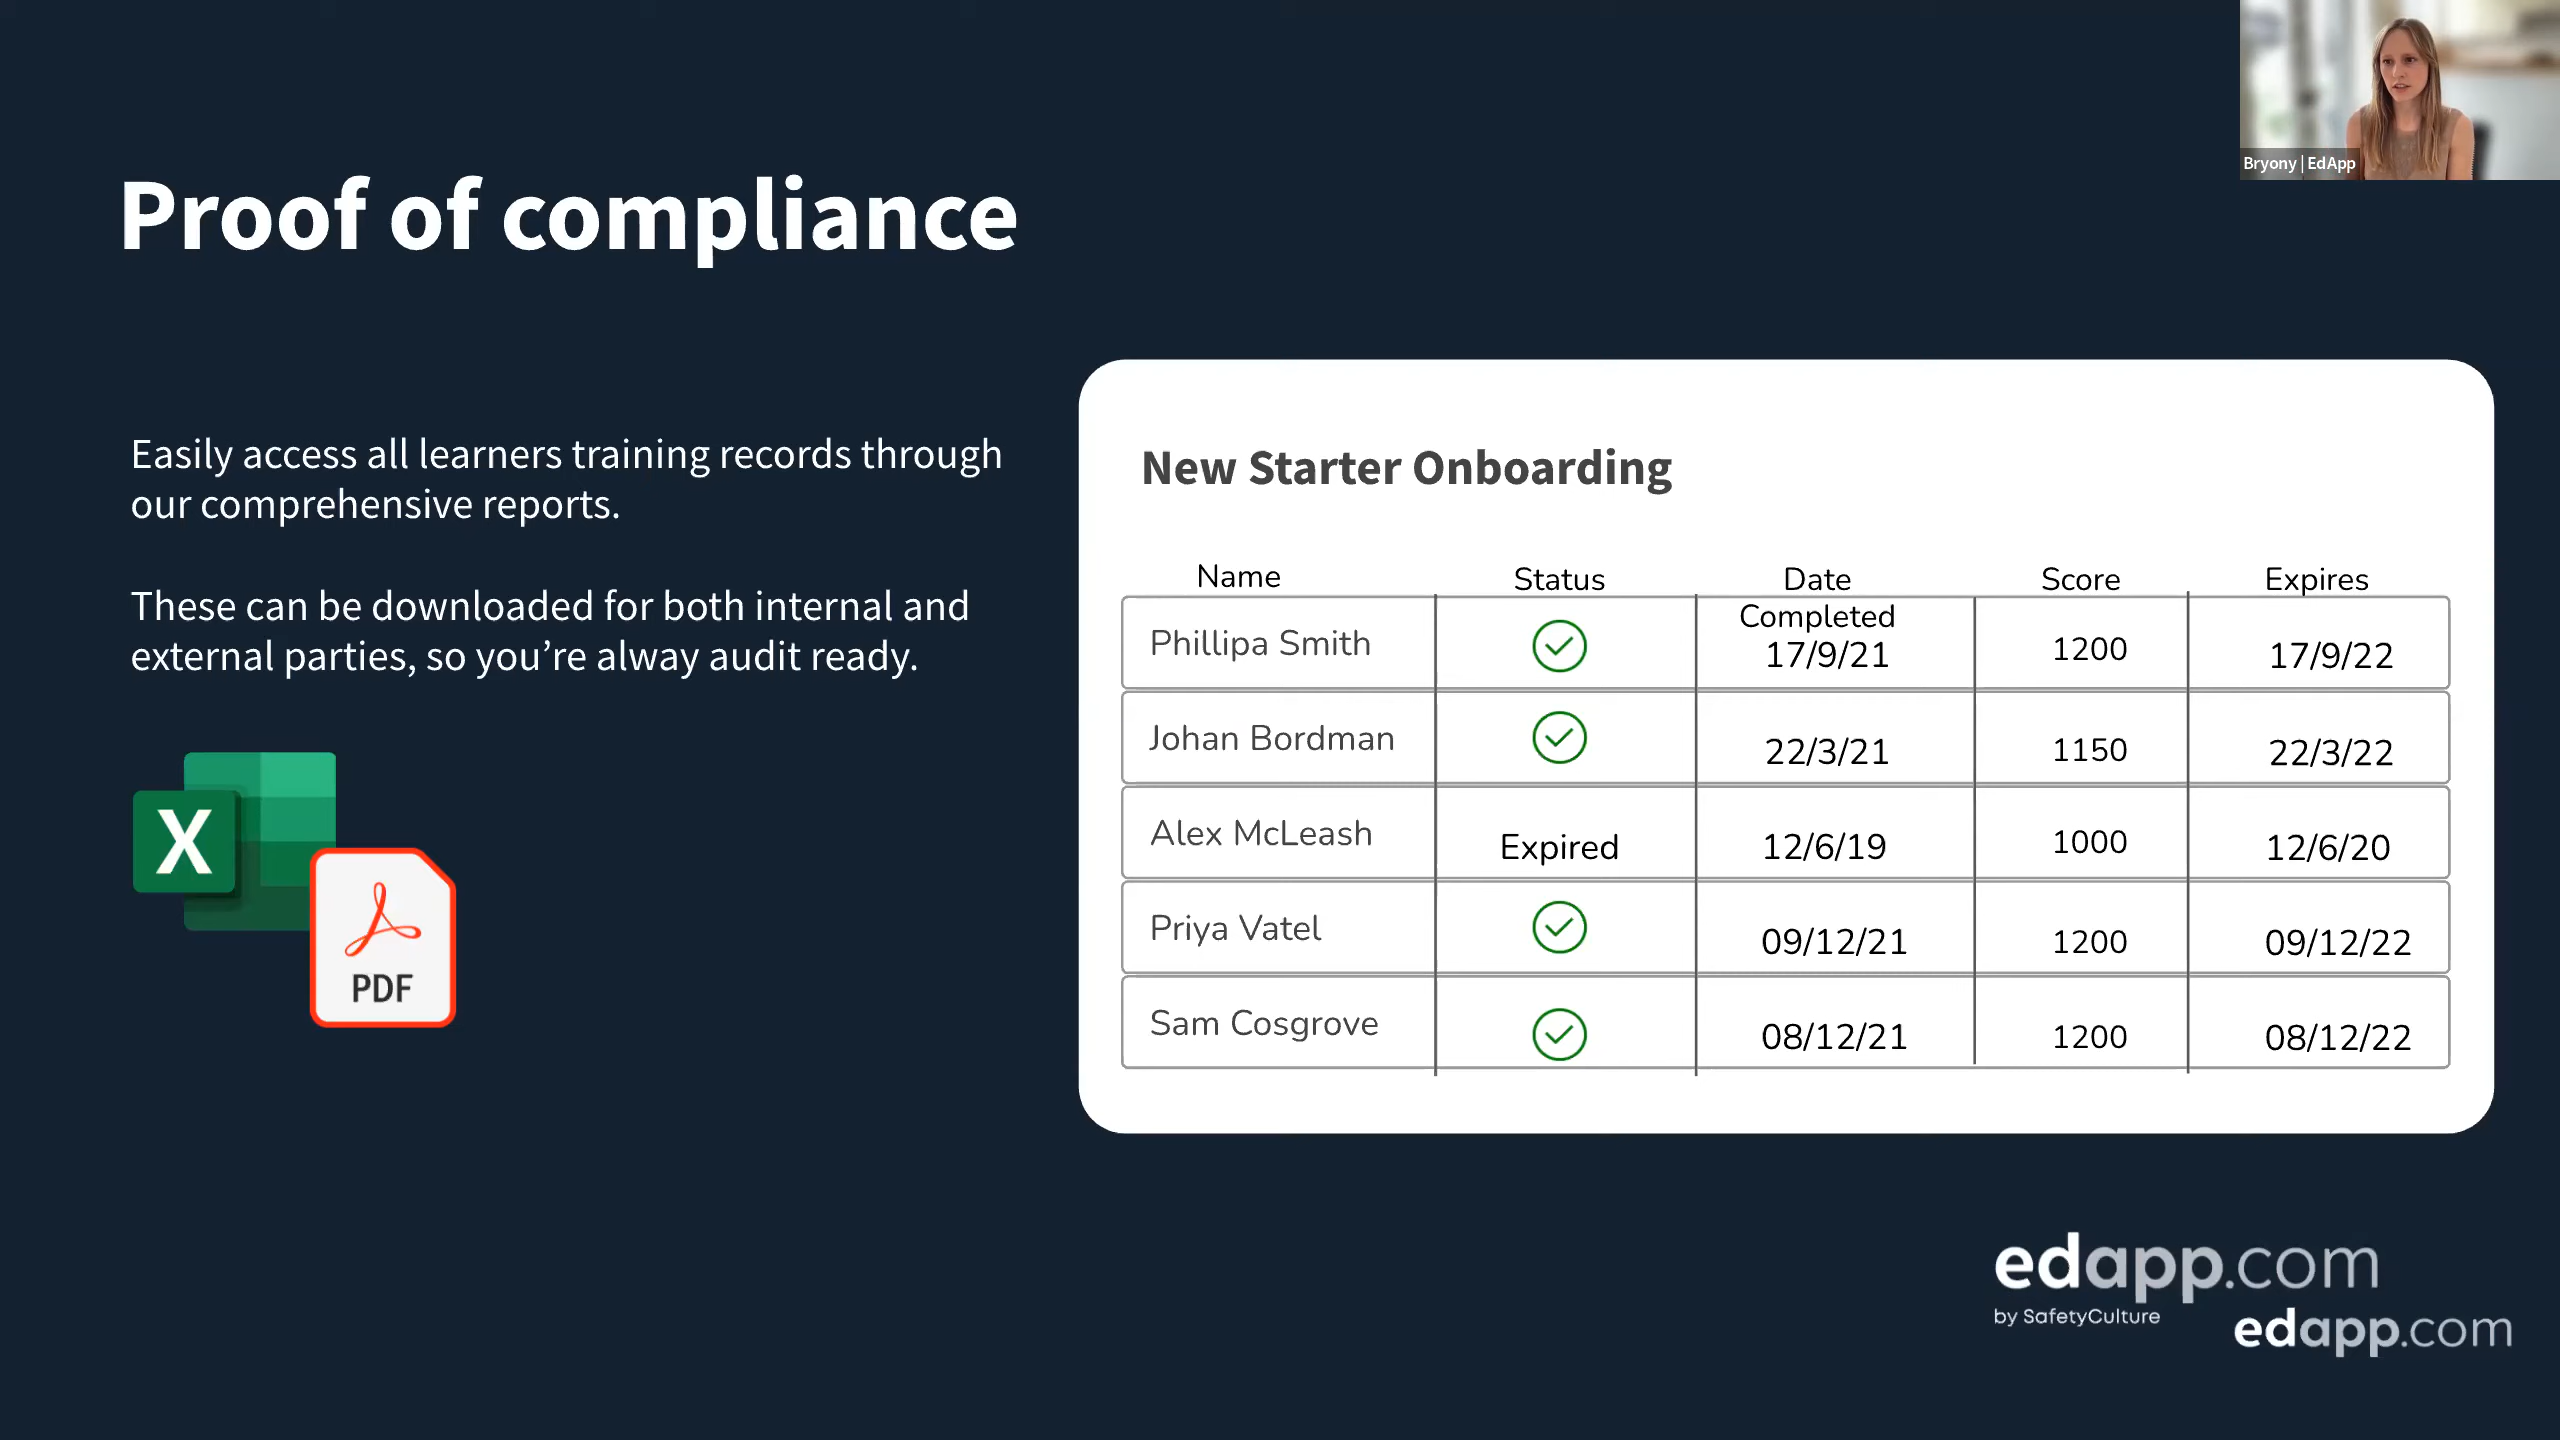 Bryony | EdApp
Proof of compliance
Easily access all learners training records through
our comprehensive reports.
These can be downloaded for both internal and
external parties, so you’re alway audit ready.
X
PDF
New Starter Onboarding
Name Status Date Score Expires
Completed
Phillipa Smith 17/9/21 1200 17/9/22
Johan Bordman 22/3/21 1150 22/3/22
Alex McLeash Expired 12/6/19 1000 12/6/20
Priya Vatel 09/12/21 1200 09/12/22
Sam Cosgrove 08/12/21 1200 08/12/22
edapp.com
by SafetyCulture
edapp.com